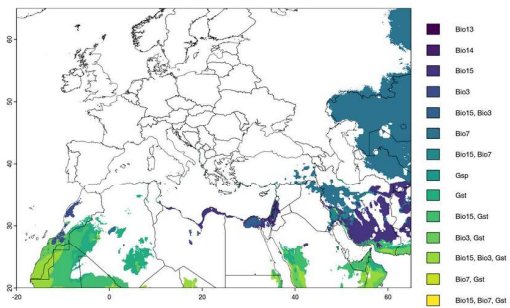 60
50
40
30
20
-20
0
20
40
60
Bio13
Bio14
Bio15
Bio3
Bio15, Bio3
Bio7
Bio15, Bio7
Gsp
Gst
Bio15, Gst
Bio3, Gst
Bio15, Bio3, Gst
Bio7, Gst
Bio15, Bio7, Gst